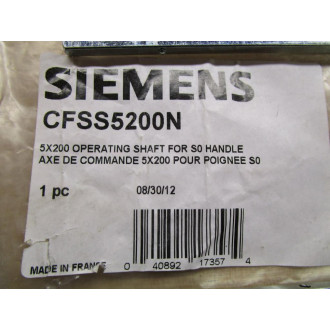 SIEMENS
CFSS5200N
5X200 OPERATING SHAFT FOR S0 HANDLE
AXE DE COMMANDE 5X200 POUR POIGNEE S0
1 pc 08/30/12
MADE IN FRANCE
0 40892 17357 4